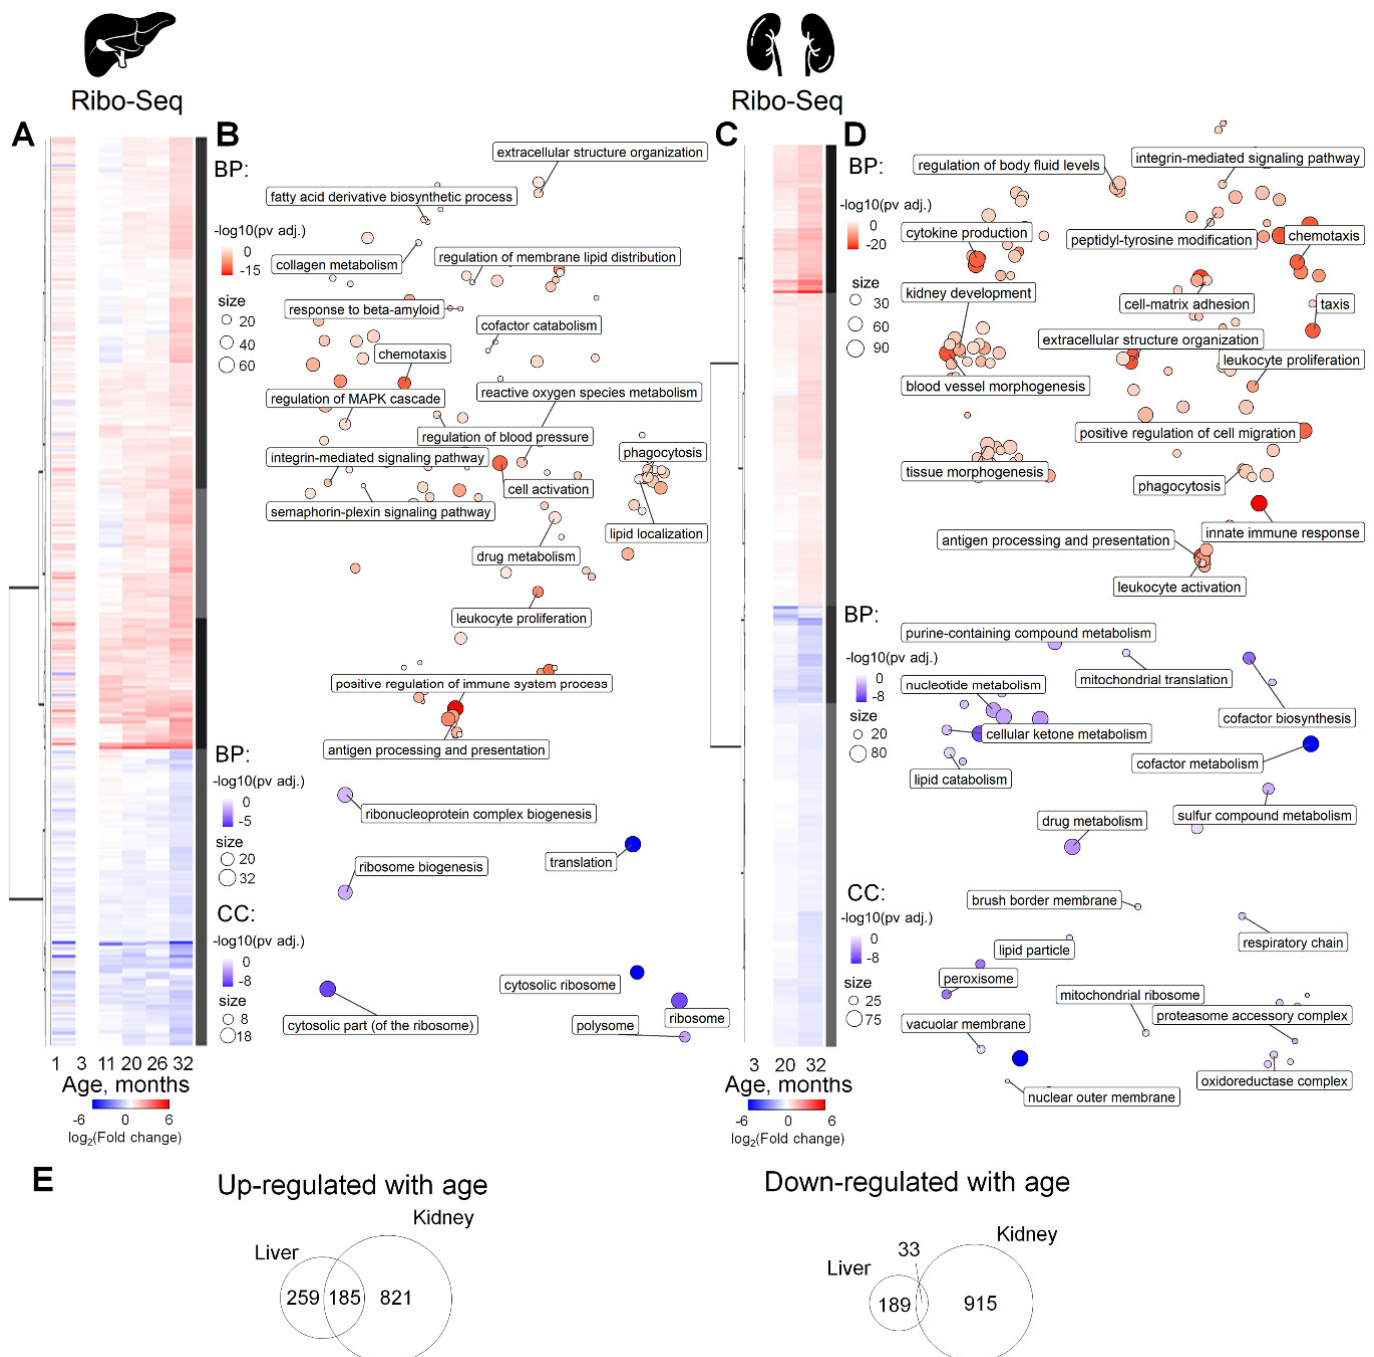 Ribo-Seq
Ribo-Seq
A
B
BP:
-log10(pv adj.)
0
-15
size
20
40
60
extracellular structure organization
fatty acid derivative biosynthetic process
collagen metabolism
regulation of membrane lipid distribution
response to beta-amyloid
cofactor catabolism
chemotaxis
reactive oxygen species metabolism
regulation of MAPK cascade
regulation of blood pressure
integrin-mediated signaling pathway
phagocytosis
cell activation
semaphorin-plexin signaling pathway
lipid localization
drug metabolism
leukocyte proliferation
positive regulation of immune system process
antigen processing and presentation
BP:
-log10(pv adj.)
0
-5
size
20
32
ribonucleoprotein complex biogenesis
translation
ribosome biogenesis
CC:
-log10(pv adj.)
0
-8
size
8
18
cytosolic ribosome
cytosolic part (of the ribosome)
ribosome
polysome
1 3 11 20 26 32
Age, months
-6 0 6
log2(Fold change)
C
D
BP:
-log10(pv adj.)
0
-20
size
30
60
90
regulation of body fluid levels
integrin-mediated signaling pathway
cytokine production
peptidyl-tyrosine modification
chemotaxis
kidney development
cell-matrix adhesion
taxis
extracellular structure organization
leukocyte proliferation
blood vessel morphogenesis
positive regulation of cell migration
tissue morphogenesis
phagocytosis
innate immune response
antigen processing and presentation
leukocyte activation
BP:
-log10(pv adj.)
0
-8
size
20
80
purine-containing compound metabolism
mitochondrial translation
nucleotide metabolism
cofactor biosynthesis
cellular ketone metabolism
cofactor metabolism
lipid catabolism
sulfur compound metabolism
drug metabolism
CC:
-log10(pv adj.)
0
-8
size
25
75
brush border membrane
respiratory chain
lipid particle
peroxisome
mitochondrial ribosome
proteasome accessory complex
vacuolar membrane
oxidoreductase complex
nuclear outer membrane
3 20 32
Age, months
-6 0 6
log2(Fold change)
E
Up-regulated with age
Kidney
Liver
259 185 821
Down-regulated with age
Kidney
33
Liver
189 915